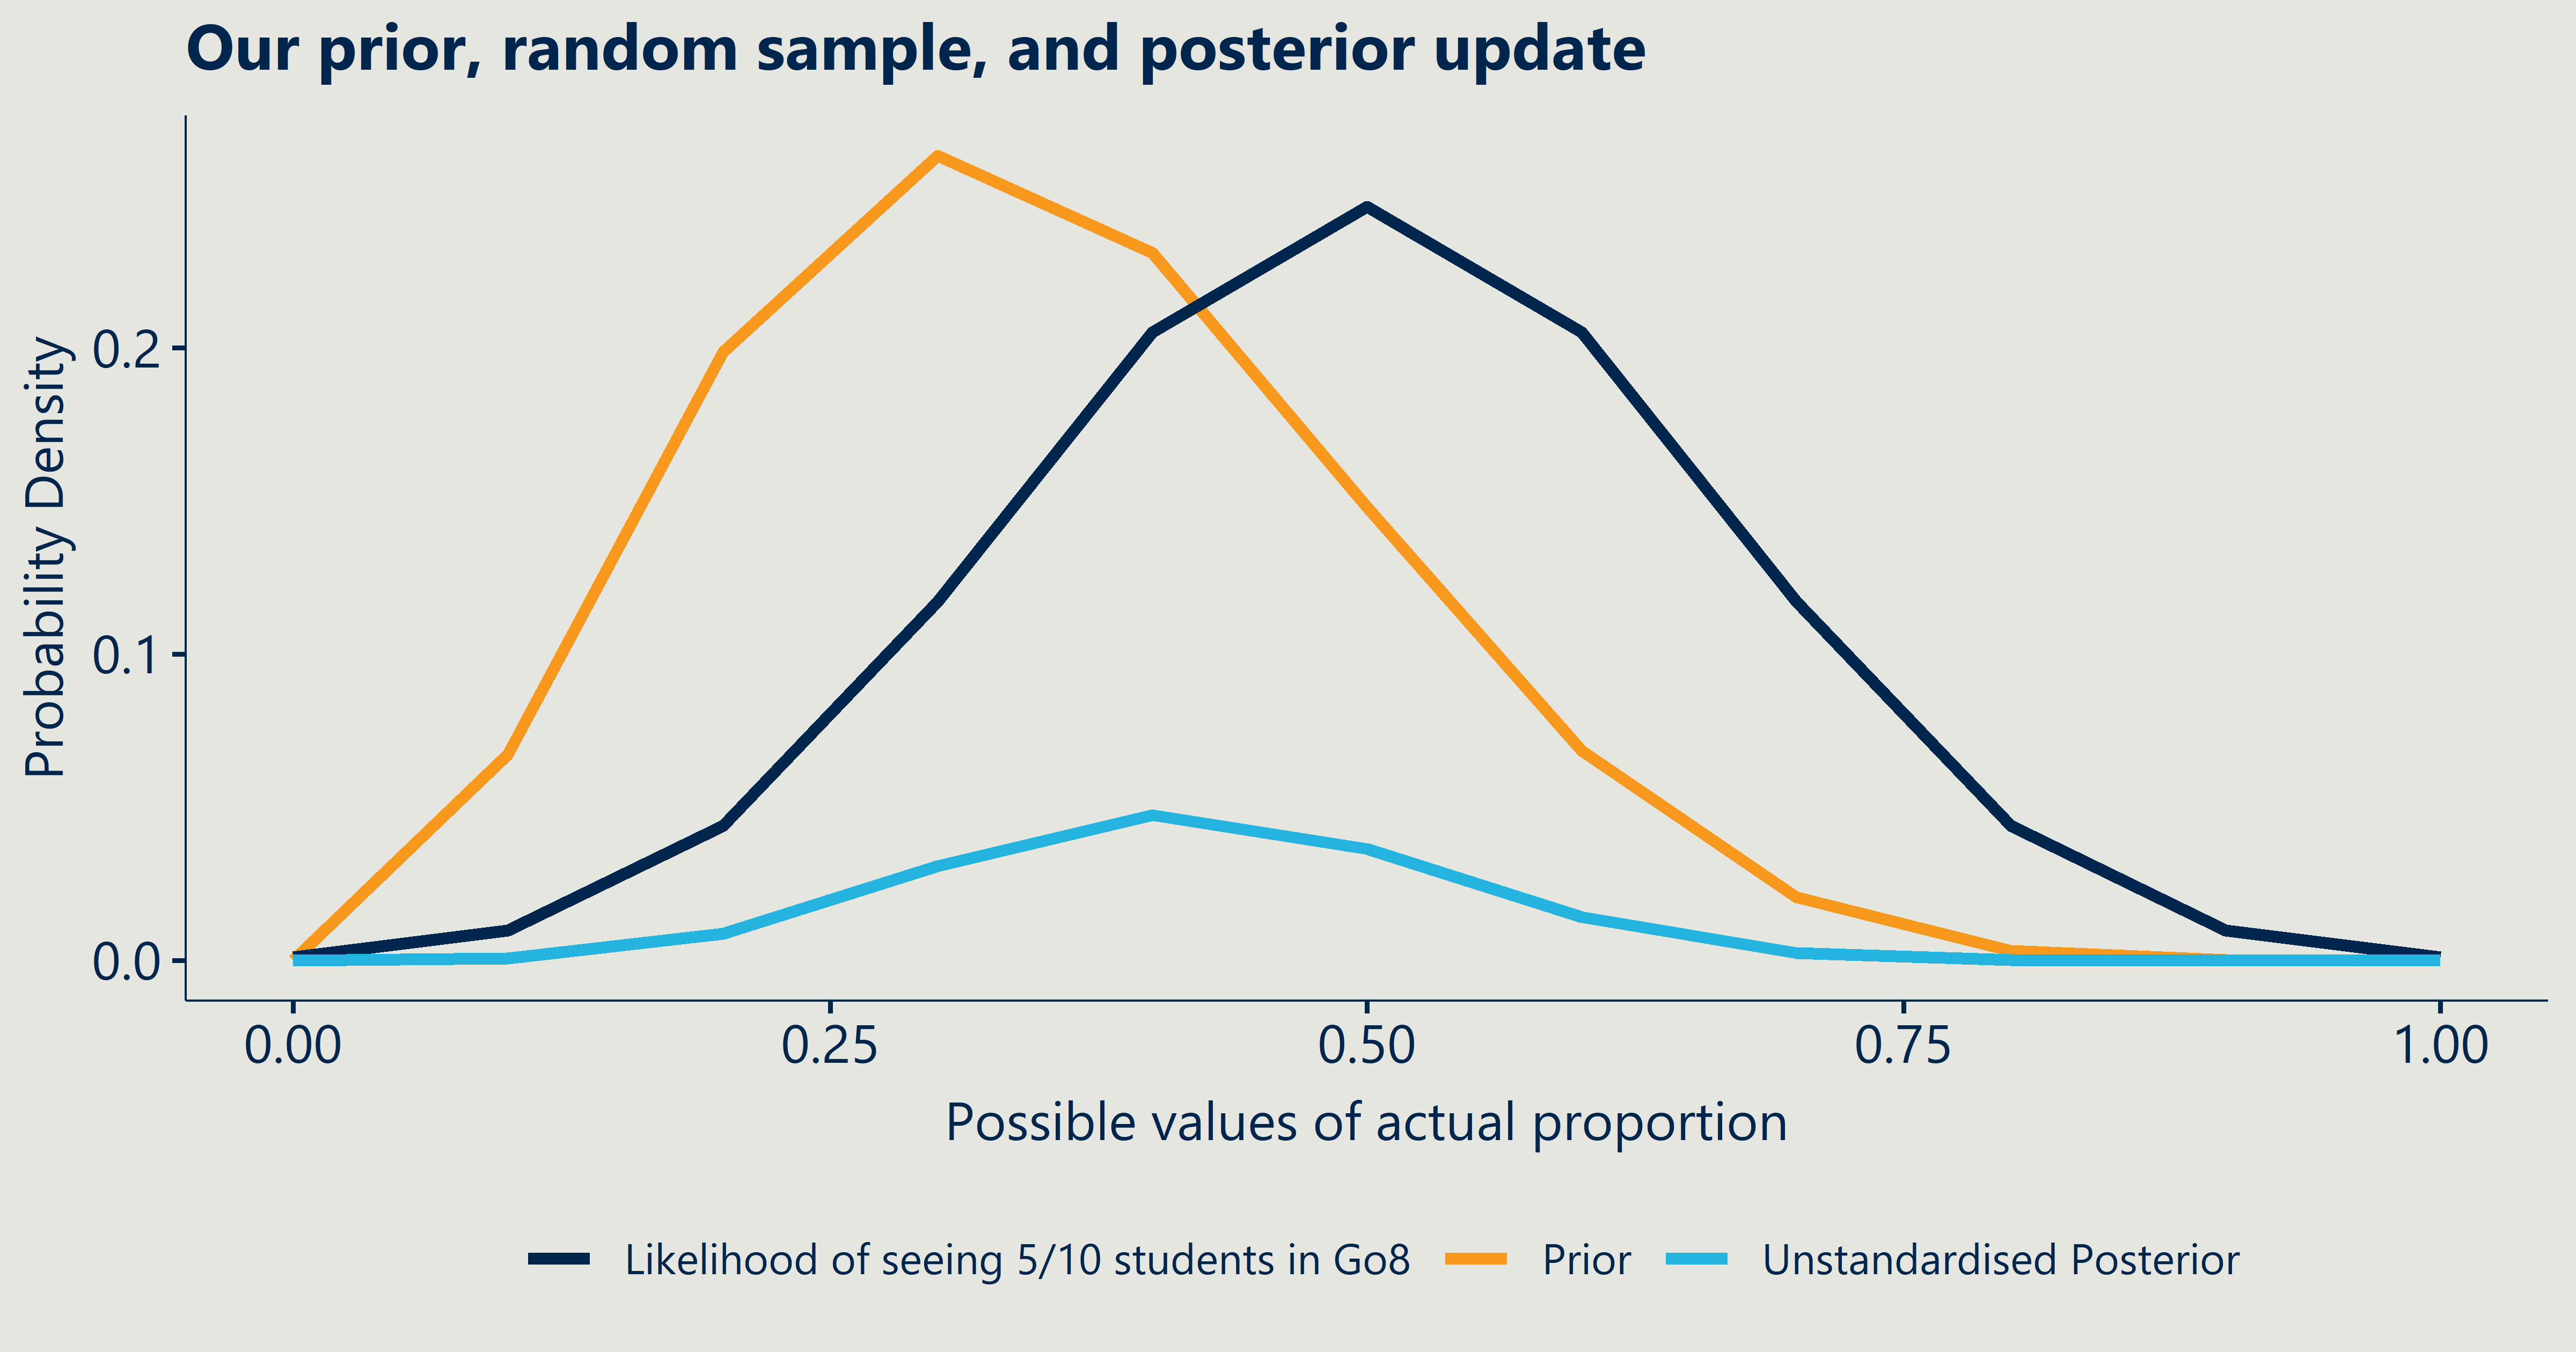 Our prior, random sample, and posterior update
Probability Density
0.2
0.1
0.0
0.00 0.25 0.50 0.75 1.00
Possible values of actual proportion
Likelihood of seeing 5/10 students in Go8 Prior Unstandardised Posterior